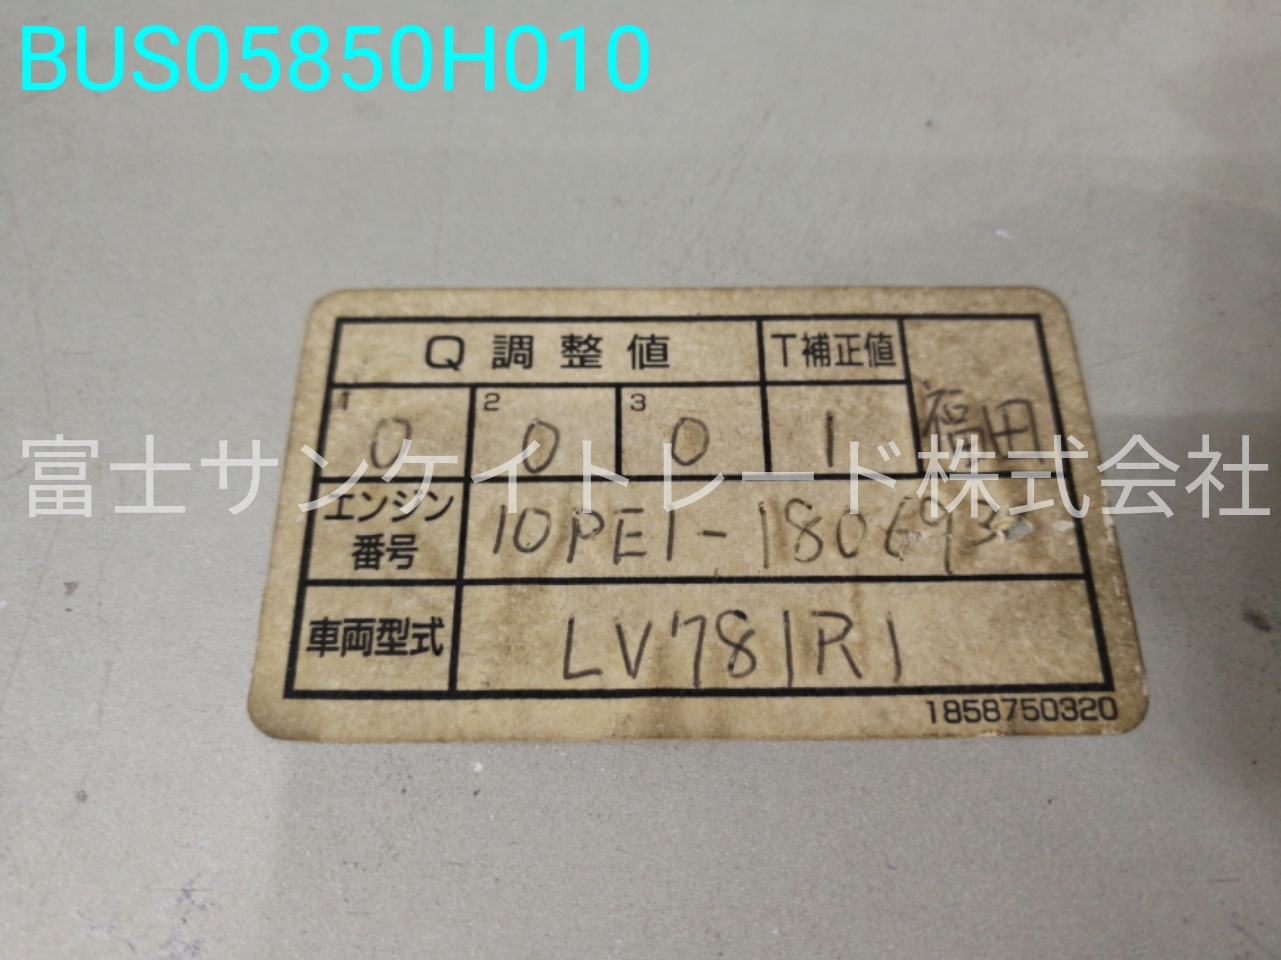 BUS05850H010
Q 調整値 T補正値
1 0 2 0 3 0 1 福田
富士サンケイトレード株式会社
エンジン番号 10PE1-180693
車両型式 LV781R1
1858750320